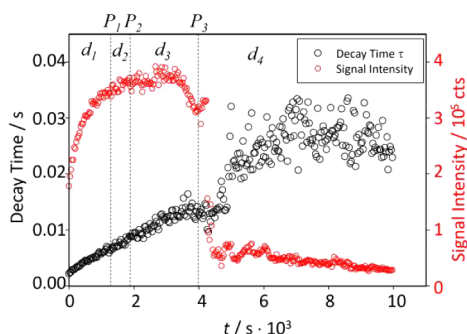 P1 P2 P3
d1 d2 d3 d4
Decay Time τ
Signal Intensity
0.04
0.03
0.02
0.01
0.00
Decay Time / s
4
3
2
1
0
Signal Intensity / 10⁵ cts
0 2 4 6 8 10
t / s · 10³